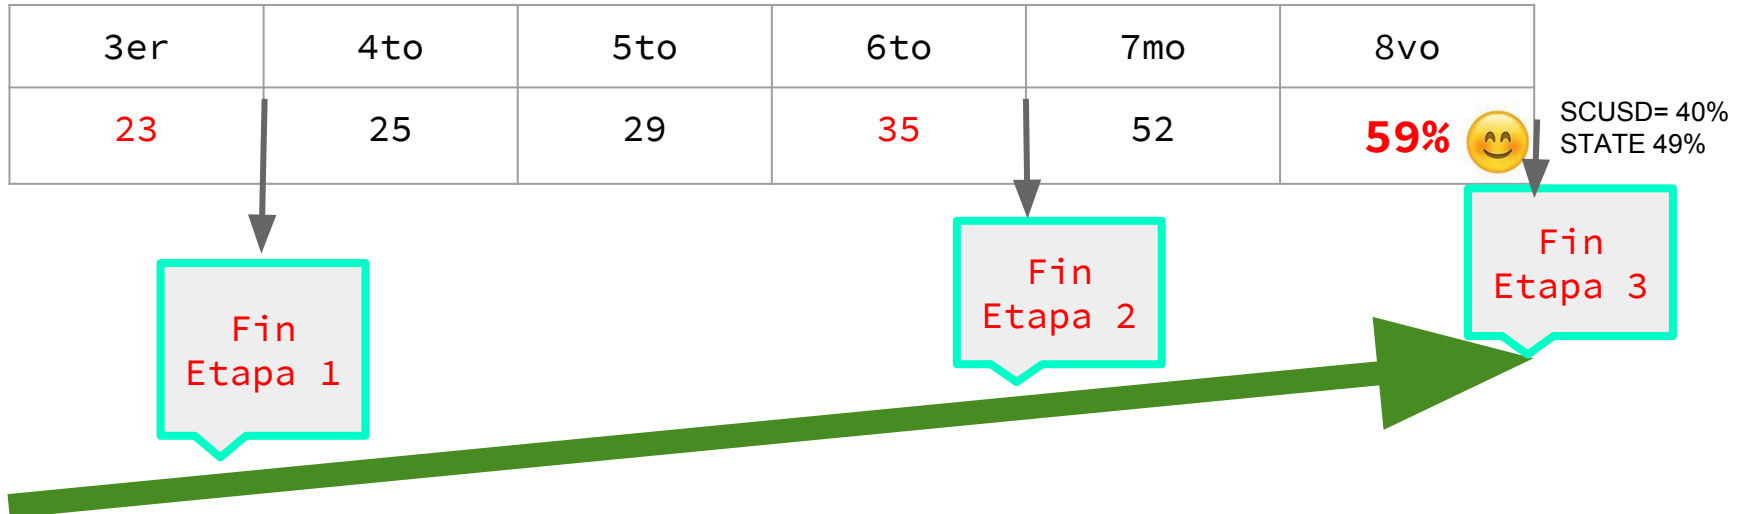 3er 4to 5to 6to 7mo 8vo
23 25 29 35 52 59%
SCUSD= 40%
STATE 49%
Fin
Etapa 1
Fin
Etapa 2
Fin
Etapa 3